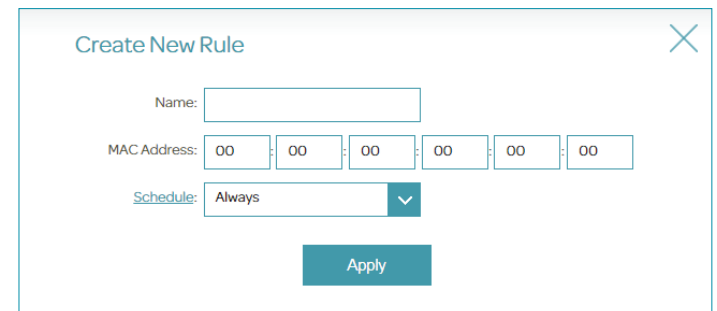 Create New Rule
Name:
MAC Address: 00 : 00 : 00 : 00 : 00 : 00
Schedule: Always
Apply